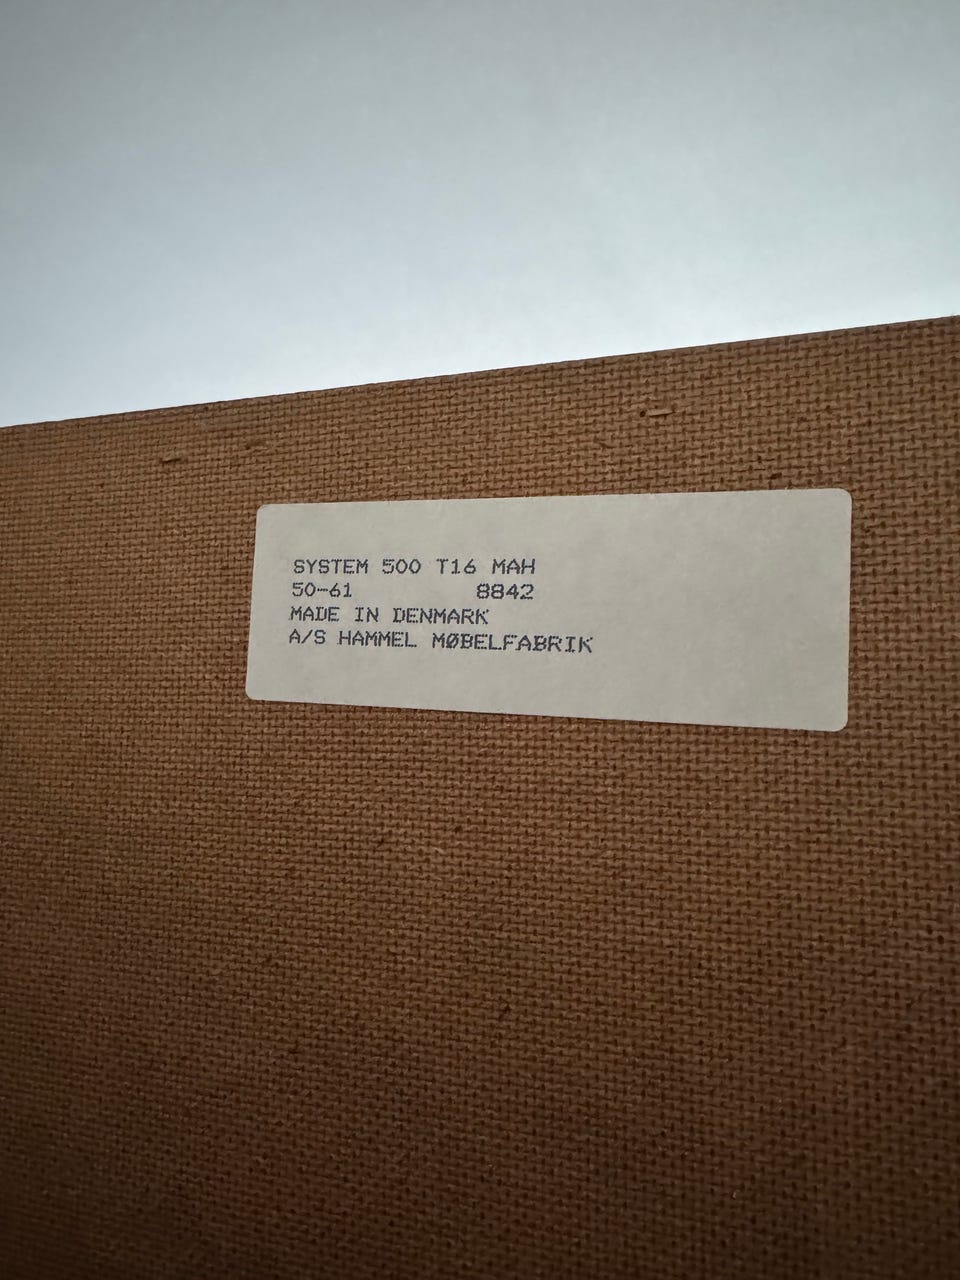 SYSTEM 500 T16 MAH
50-61 8842
MADE IN DENMARK
A/S HAMMEL MØBELFABRIK